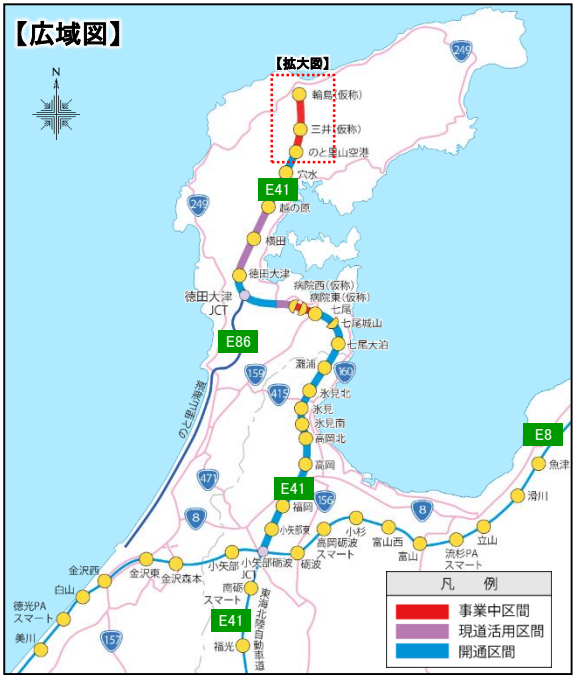 【広域図】
N
【拡大図】
249
輪島(仮称)
三井(仮称)
のと里山空港
穴水
E41
249
越の原
横田
徳田大津
徳田大津
JCT
病院西(仮称)
病院東(仮称)
七尾
七尾城山
七尾大泊
E86
灘浦
160
159
415
氷見北
氷見
氷見南
高岡北
高岡
のと里山海道
E8
魚津
471
E41
156
福岡
8
8
滑川
小矢部東
高岡砺波
スマート
小杉
富山西
富山
流杉PA
スマート
立山
金沢西
金沢東
金沢森本
小矢部
小矢部砺波
JCT
砺波
白山
徳光PA
スマート
美川
157
南砺
スマート
E41
福光
東海北陸自動車道
凡 例
事業中区間
現道活用区間
開通区間